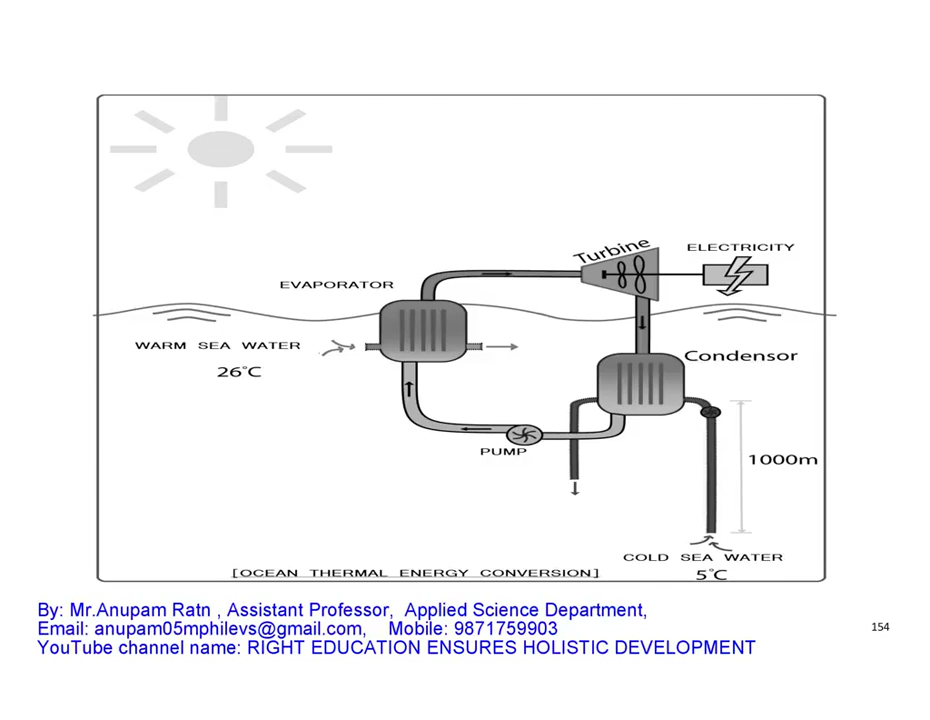 Turbine
ELECTRICITY
EVAPORATOR
WARM SEA WATER
26°C
Condensor
PUMP
1000m
COLD SEA WATER
5°C
[OCEAN THERMAL ENERGY CONVERSION]
By: Mr.Anupam Ratn , Assistant Professor, Applied Science Department,
Email: anupam05mphilevs@gmail.com, Mobile: 9871759903
YouTube channel name: RIGHT EDUCATION ENSURES HOLISTIC DEVELOPMENT
154